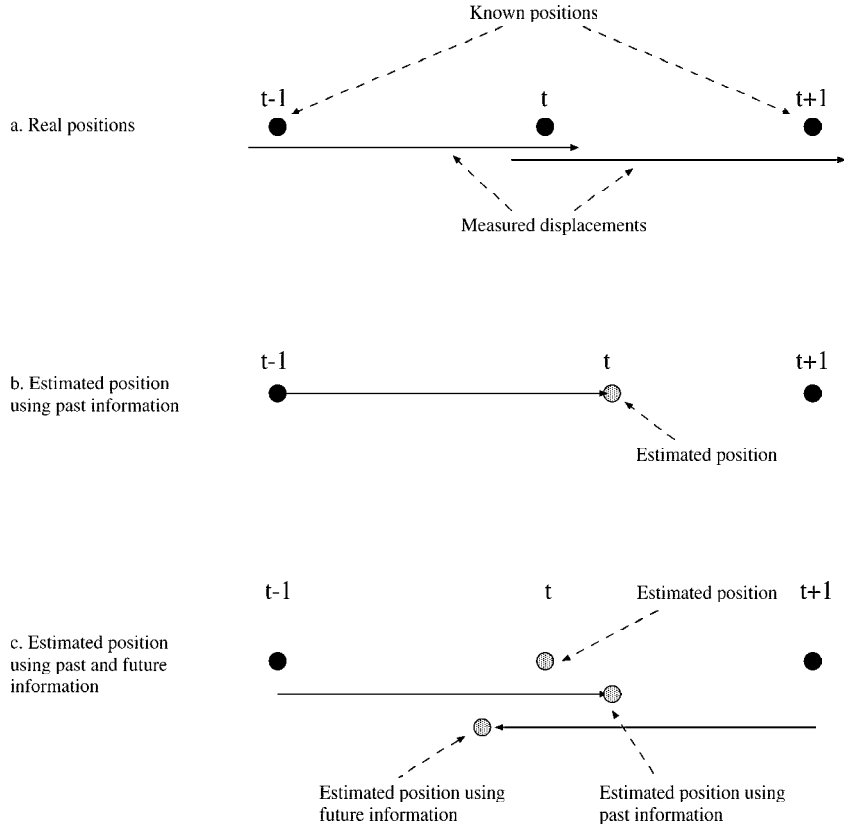 Known positions
t-1
t
t+1
a. Real positions
Measured displacements
t-1
t
t+1
b. Estimated position
using past information
Estimated position
t-1
t
Estimated position
t+1
c. Estimated position
using past and future
information
Estimated position using
future information
Estimated position using
past information